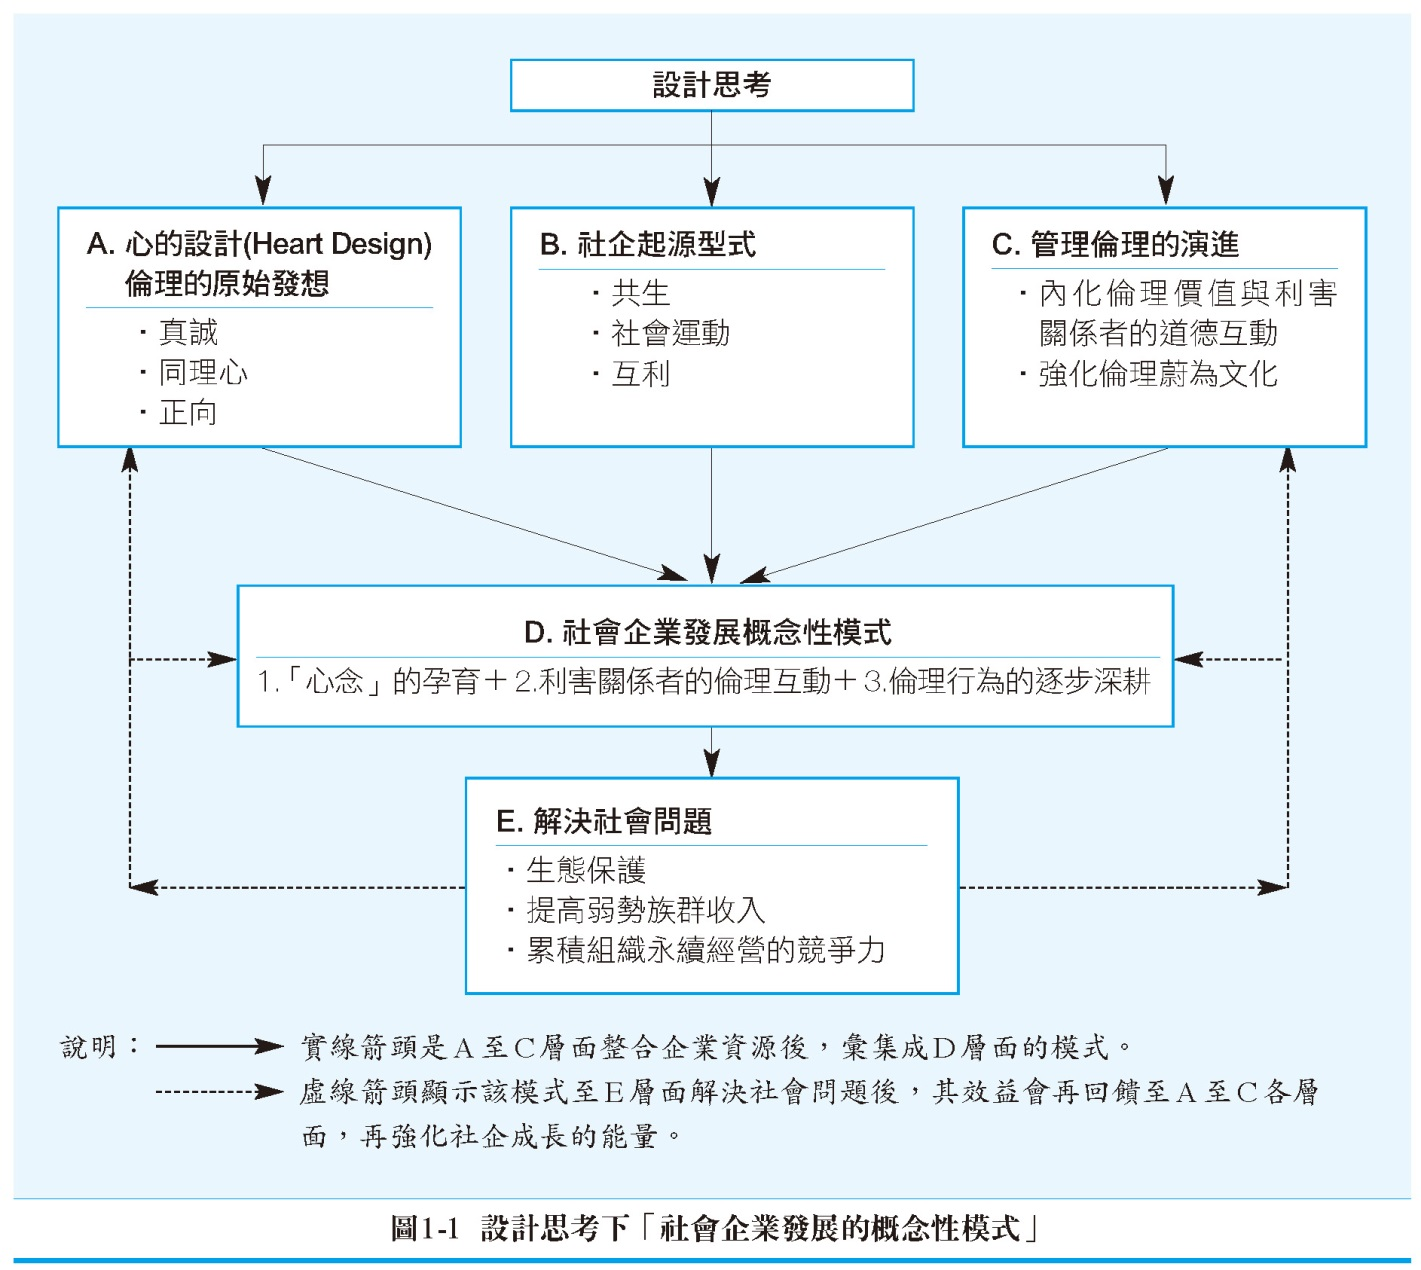 設計思考
A. 心的設計(Heart Design)
倫理的原始發想
・真誠
・同理心
・正向
B. 社企起源型式
・共生
・社會運動
・互利
C. 管理倫理的演進
・內化倫理價值與利害
關係者的道德互動
・強化倫理蔚為文化
D. 社會企業發展概念性模式
1.「心念」的孕育＋2.利害關係者的倫理互動＋3.倫理行為的逐步深耕
E. 解決社會問題
・生態保護
・提高弱勢族群收入
・累積組織永續經營的競爭力
說明： 實線箭頭是A至C層面整合企業資源後，彙集成D層面的模式。
虛線箭頭顯示該模式至E層面解決社會問題後，其效益會再回饋至A至C各層
面，再強化社企成長的能量。
圖1-1 設計思考下「社會企業發展的概念性模式」